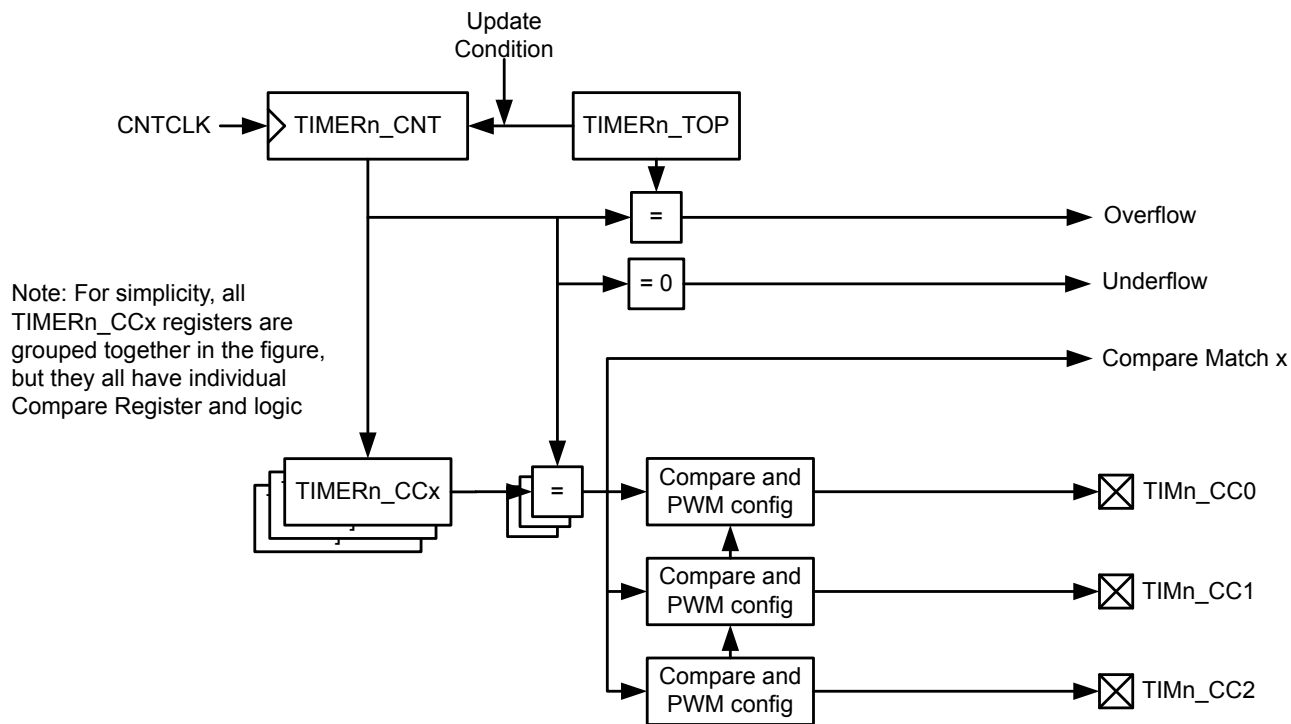 Update
Condition
CNTCLK
TIMERn_CNT
TIMERn_TOP
=
Overflow
= 0
Underflow
Note: For simplicity, all
TIMERn_CCx registers are
grouped together in the figure,
but they all have individual
Compare Register and logic
Compare Match x
TIMERn_CCx
=
Compare and
PWM config
TIMn_CC0
Compare and
PWM config
TIMn_CC1
Compare and
PWM config
TIMn_CC2